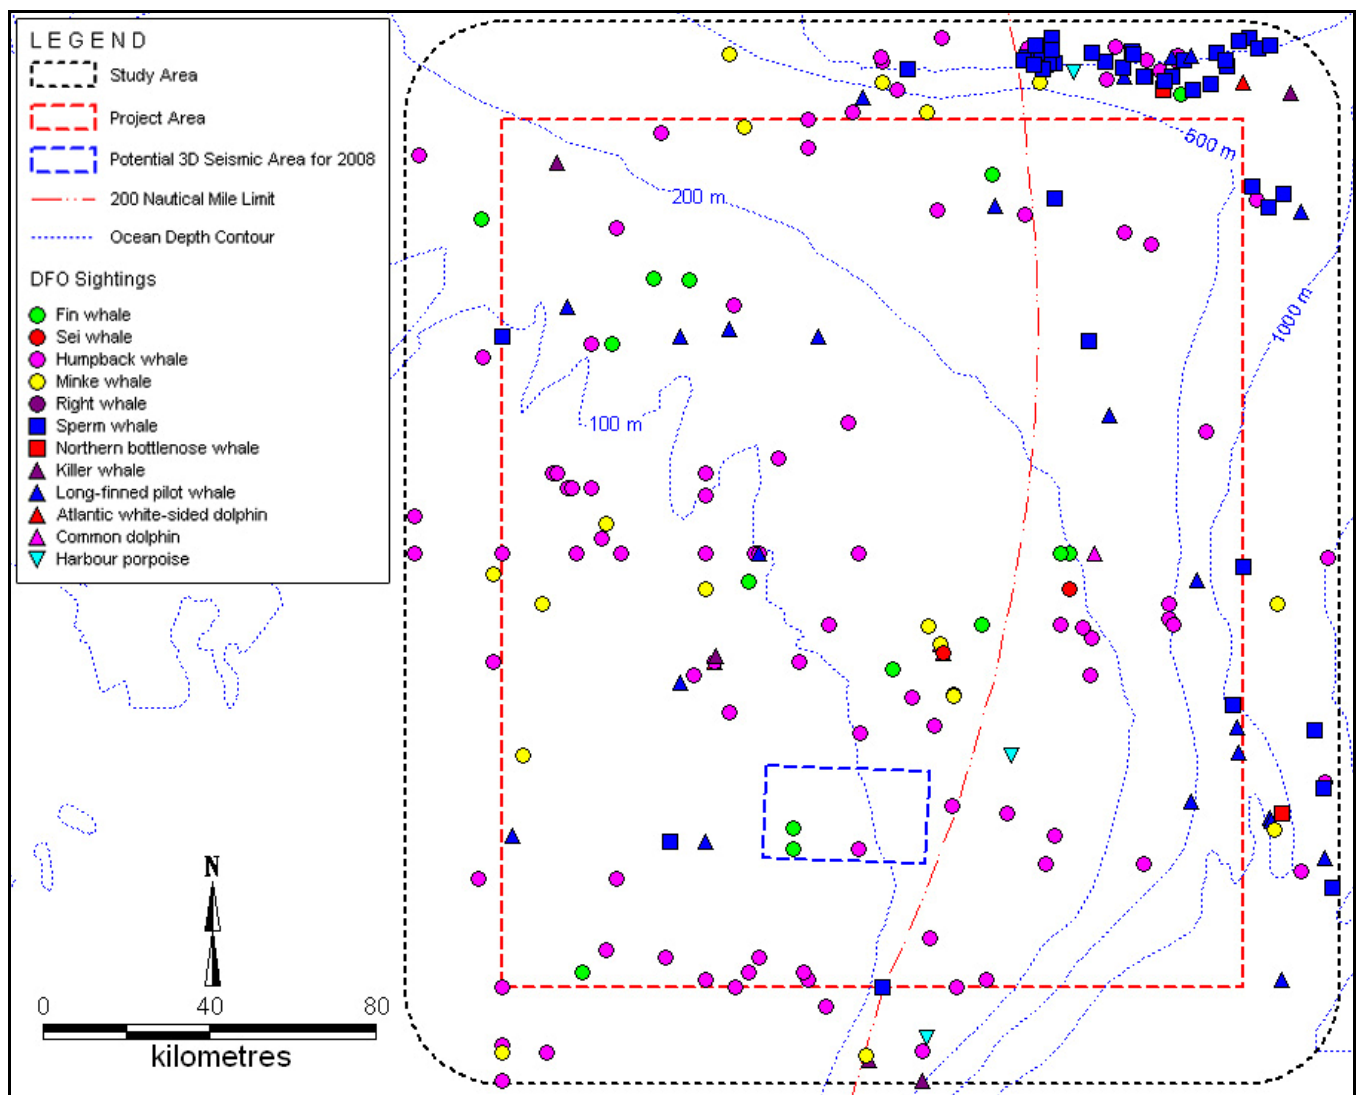 LEGEND
Study Area
Project Area
Potential 3D Seismic Area for 2008
200 Nautical Mile Limit
Ocean Depth Contour
DFO Sightings
Fin whale
Sei whale
Humpback whale
Minke whale
Right whale
Sperm whale
Northern bottlenose whale
Killer whale
Long-finned pilot whale
Atlantic white-sided dolphin
Common dolphin
Harbour porpoise
500 m
200 m
1000 m
100 m
N
0 40 80
kilometres